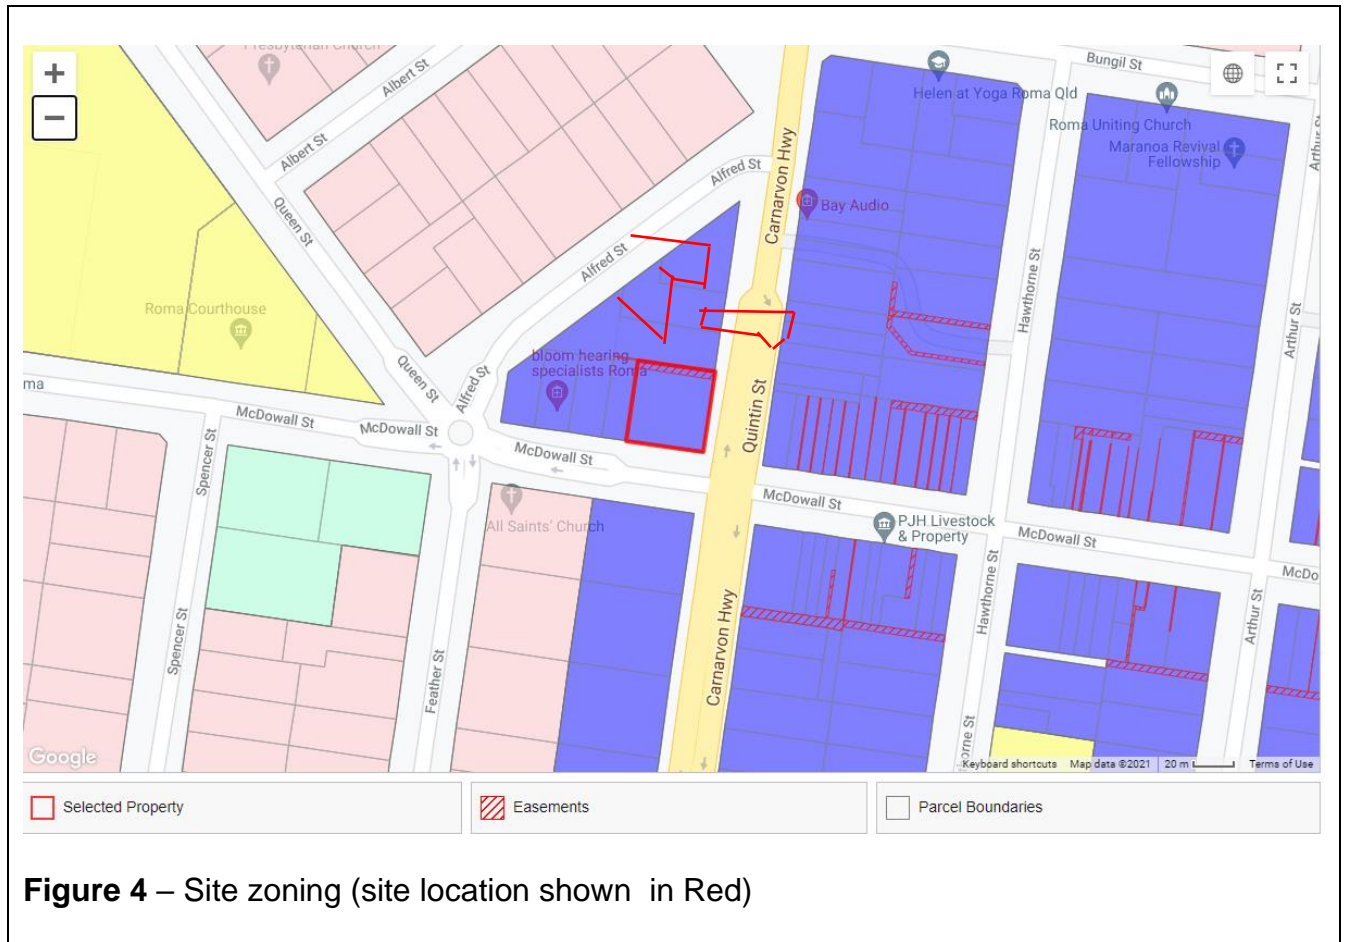 Presbyterian Church
+
−
Albert St
Albert St
Bungil St
Helen at Yoga Roma Qld
Roma Uniting Church
Maranoa Revival
Fellowship
Arthur St
Carnarvon Hwy
Alfred St
Bay Audio
Queen St
Alfred St
Hawthorne St
Roma Courthouse
Arthur St
bloom hearing
specialists Roma
Queen St
Alfred St
ma
McDowall St
McDowall St
McDowall St
Quintin St
Spencer St
McDowall St
All Saints' Church
PJH Livestock
& Property
McDowall St
McDo
Hawthorne St
Arthur St
Spencer St
Feather St
Carnarvon Hwy
orne St
Google
Keyboard shortcuts Map data ©2021 20 m Terms of Use
Selected Property
Easements
Parcel Boundaries
Figure 4 – Site zoning (site location shown in Red)